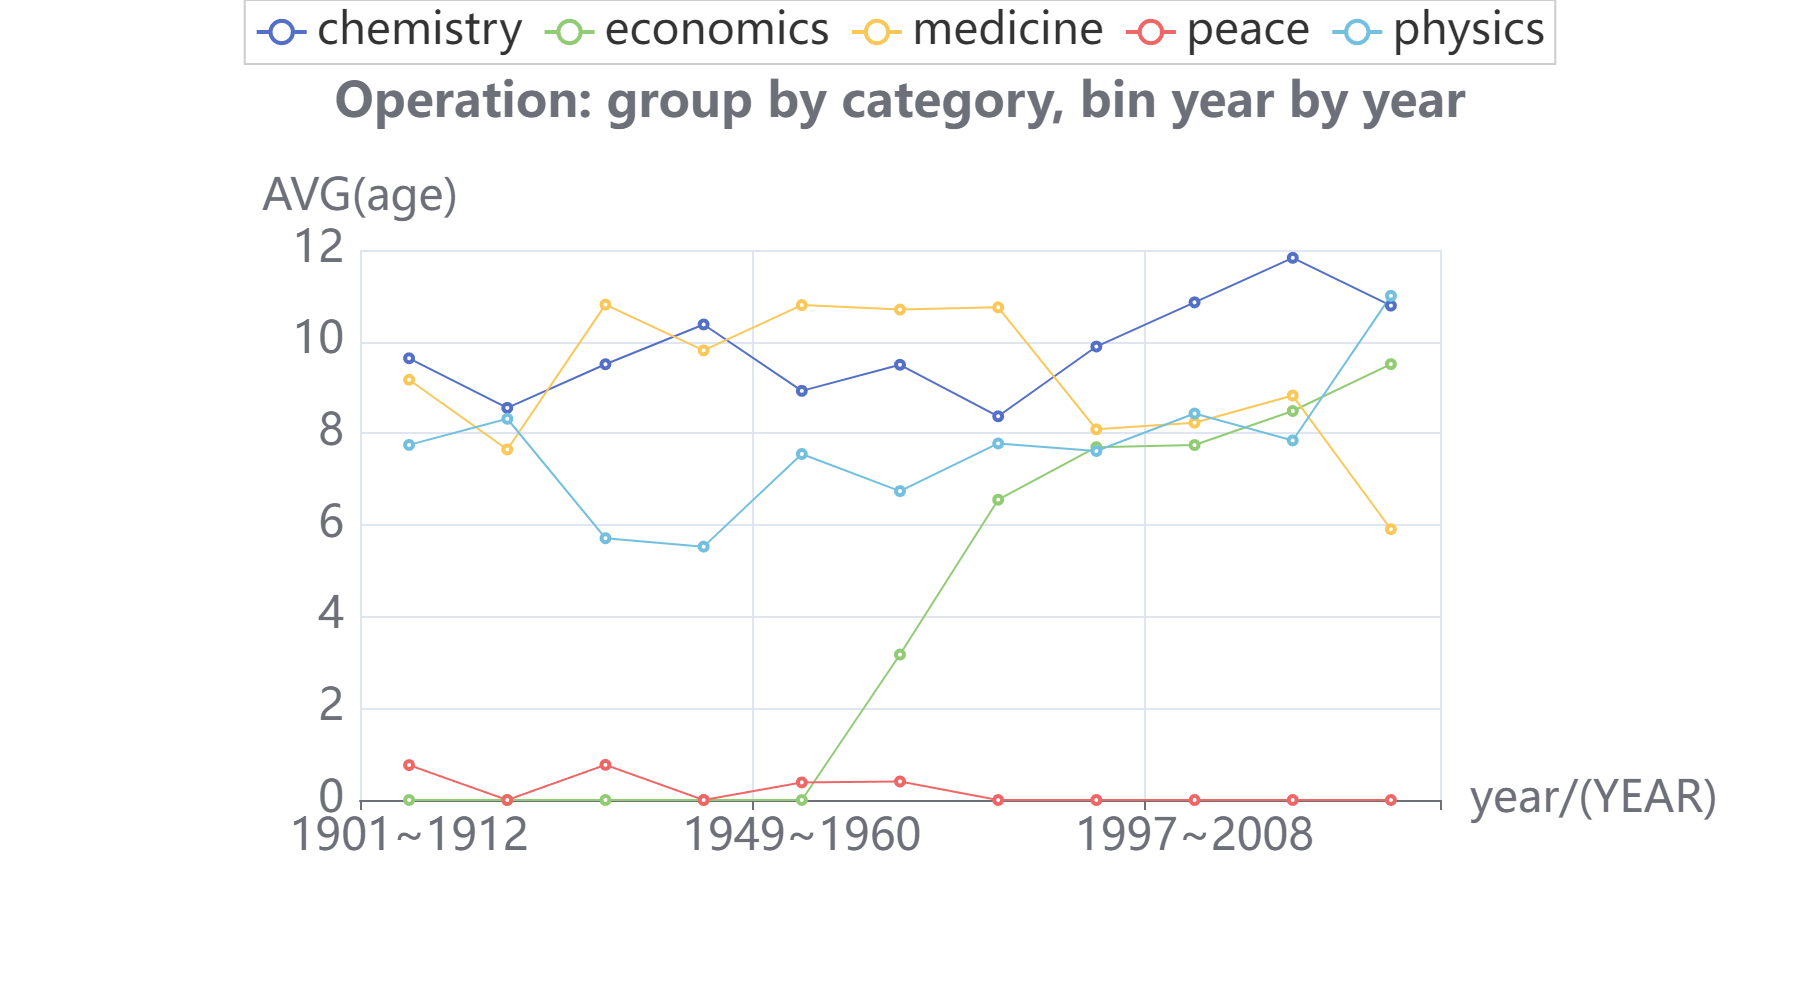 chemistry economics medicine peace physics
Operation: group by category, bin year by year
AVG(age)
12
10
8
6
4
2
0
1901~1912 1949~1960 1997~2008
year/(YEAR)